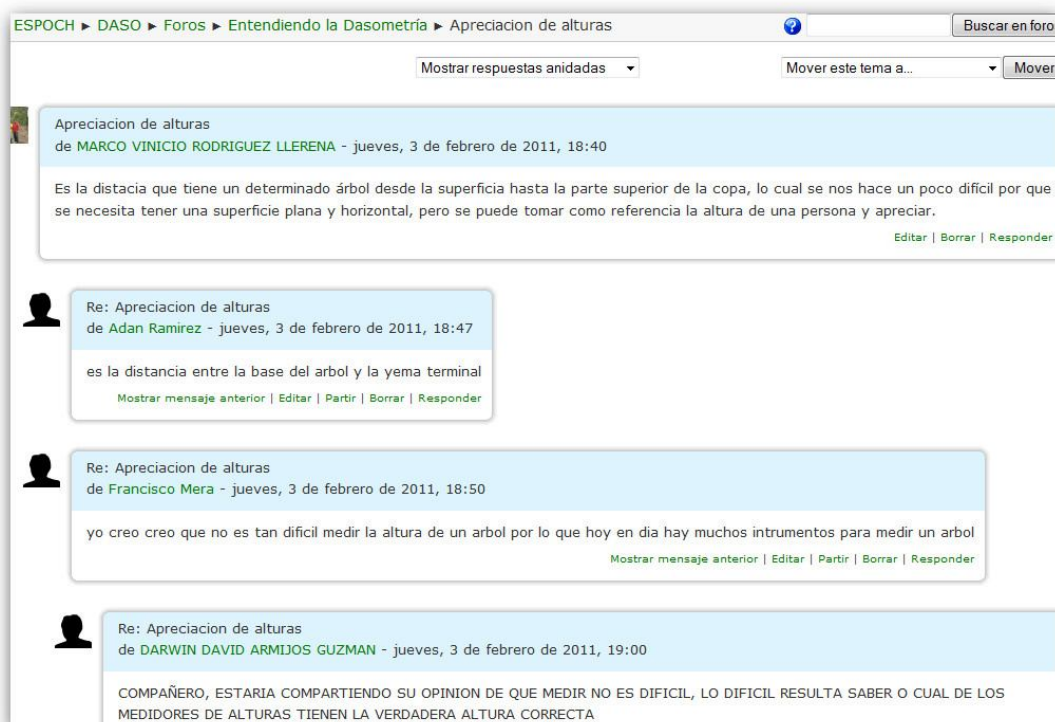 ESPOCH ► DASO ► Foros ► Entendiendo la Dasometría ► Apreciacion de alturas
Buscar en foros
Mostrar respuestas anidadas
Mover este tema a...
Mover
Apreciacion de alturas
de MARCO VINICIO RODRIGUEZ LLERENA - jueves, 3 de febrero de 2011, 18:40
Es la distacia que tiene un determinado árbol desde la superficia hasta la parte superior de la copa, lo cual se nos hace un poco difícil por que
se necesita tener una superficie plana y horizontal, pero se puede tomar como referencia la altura de una persona y apreciar.
Editar | Borrar | Responder
Re: Apreciacion de alturas
de Adan Ramirez - jueves, 3 de febrero de 2011, 18:47
es la distancia entre la base del arbol y la yema terminal
Mostrar mensaje anterior | Editar | Partir | Borrar | Responder
Re: Apreciacion de alturas
de Francisco Mera - jueves, 3 de febrero de 2011, 18:50
yo creo creo que no es tan dificil medir la altura de un arbol por lo que hoy en dia hay muchos intrumentos para medir un arbol
Mostrar mensaje anterior | Editar | Partir | Borrar | Responder
Re: Apreciacion de alturas
de DARWIN DAVID ARMIJOS GUZMAN - jueves, 3 de febrero de 2011, 19:00
COMPAÑERO, ESTARIA COMPARTIENDO SU OPINION DE QUE MEDIR NO ES DIFICIL, LO DIFICIL RESULTA SABER O CUAL DE LOS
MEDIDORES DE ALTURAS TIENEN LA VERDADERA ALTURA CORRECTA